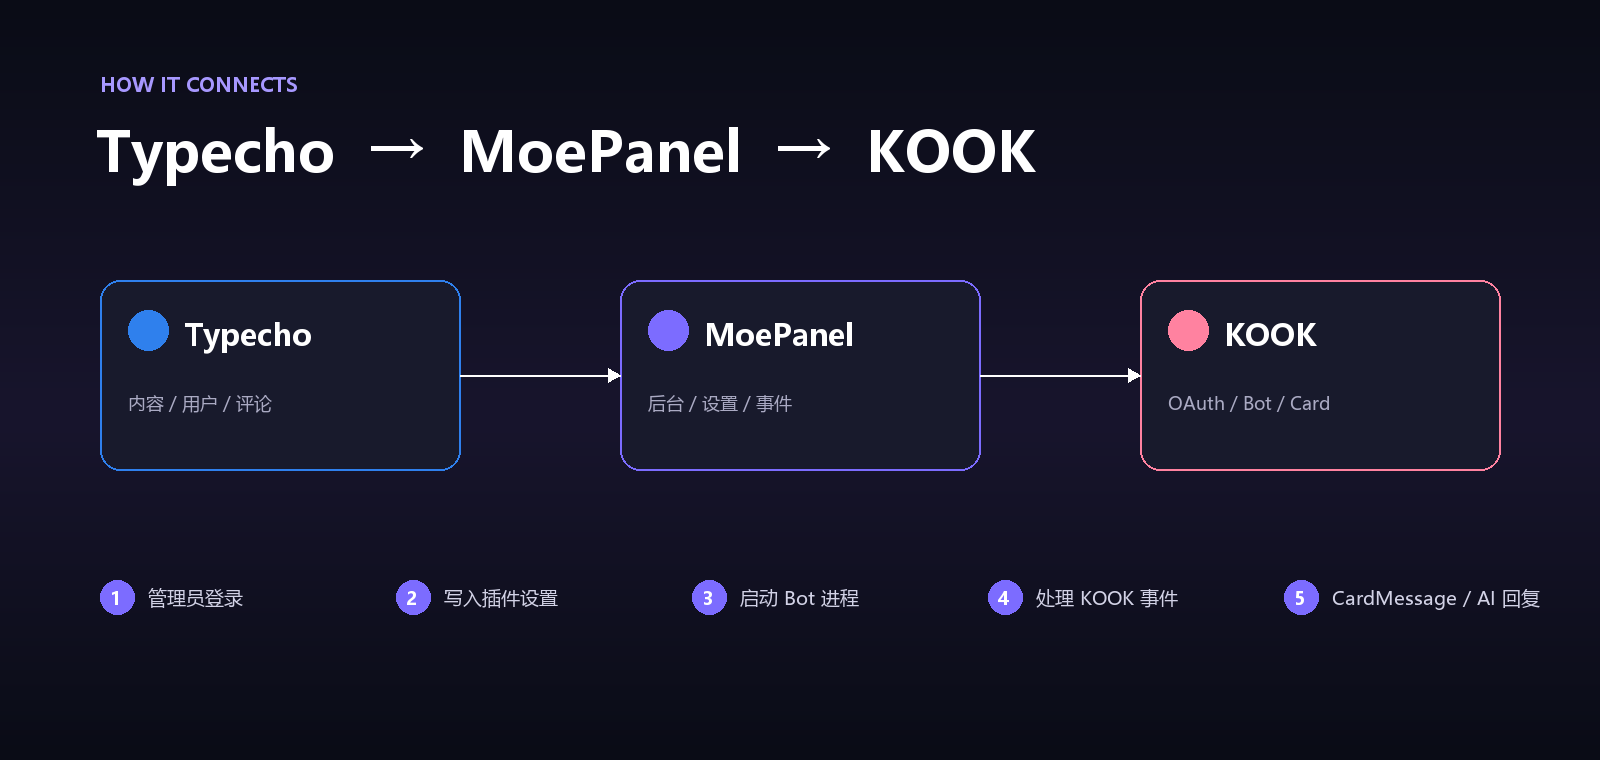 HOW IT CONNECTS
Typecho → MoePanel → KOOK
Typecho
内容 / 用户 / 评论
MoePanel
后台 / 设置 / 事件
KOOK
OAuth / Bot / Card
1 管理员登录
2 写入插件设置
3 启动 Bot 进程
4 处理 KOOK 事件
5 CardMessage / AI 回复